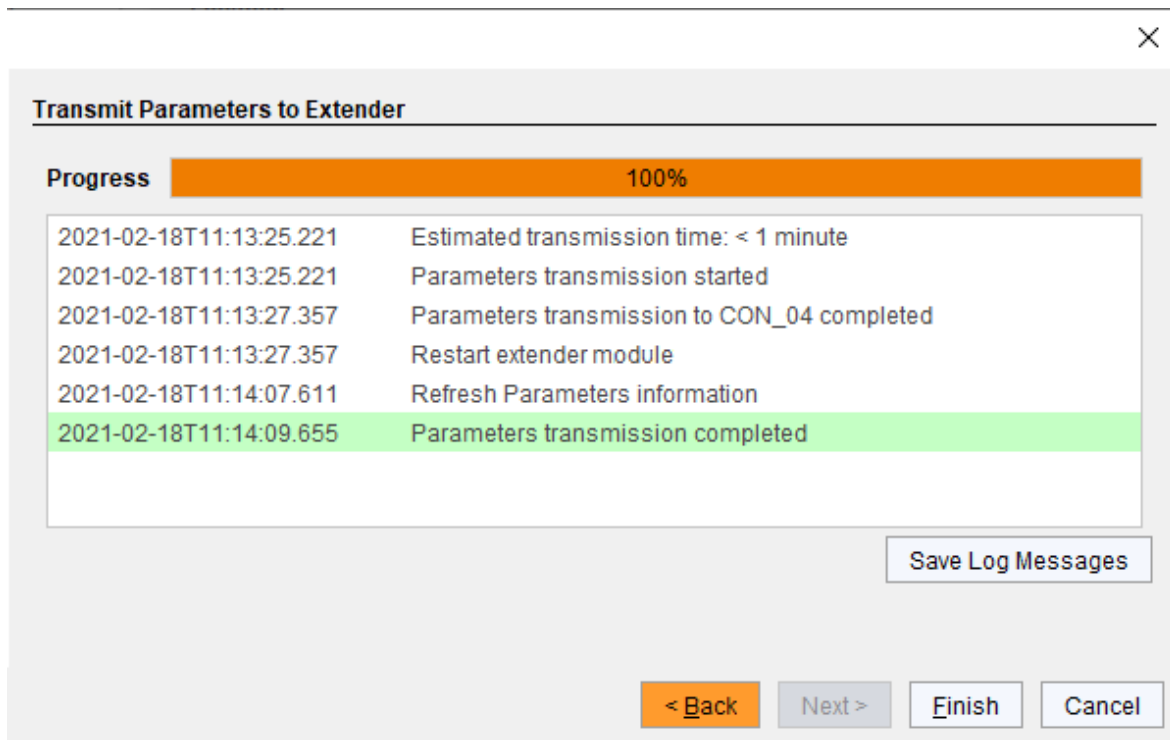 Transmit Parameters to Extender
Progress 100%
2021-02-18T11:13:25.221 Estimated transmission time: < 1 minute
2021-02-18T11:13:25.221 Parameters transmission started
2021-02-18T11:13:27.357 Parameters transmission to CON_04 completed
2021-02-18T11:13:27.357 Restart extender module
2021-02-18T11:14:07.611 Refresh Parameters information
2021-02-18T11:14:09.655 Parameters transmission completed
Save Log Messages
< Back Next > Finish Cancel